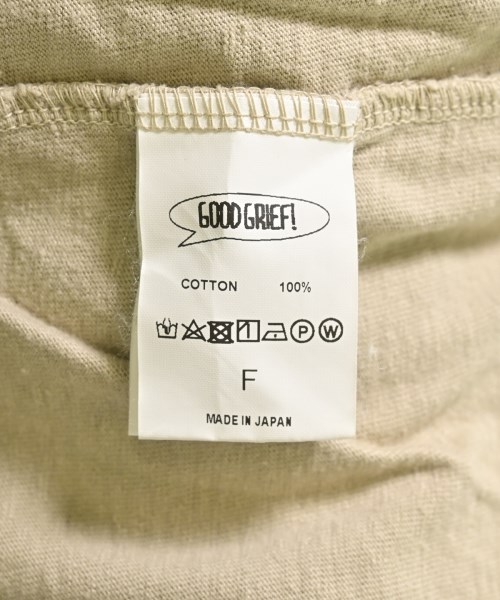 GOOD GRIEF!
COTTON 100%
P W
F
MADE IN JAPAN